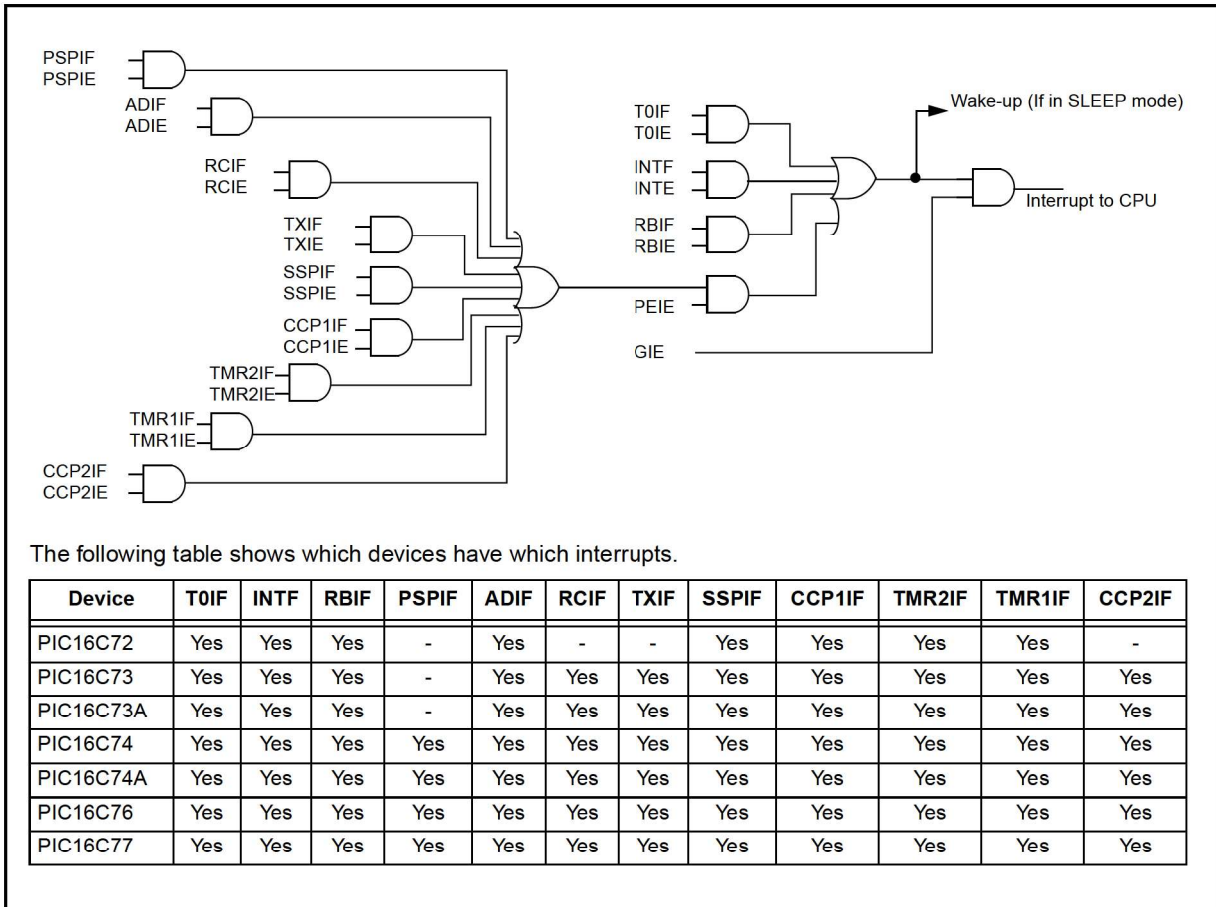 PSPIF
PSPIE
ADIF
ADIE
RCIF
RCIE
TXIF
TXIE
SSPIF
SSPIE
CCP1IF
CCP1IE
TMR2IF
TMR2IE
TMR1IF
TMR1IE
CCP2IF
CCP2IE
T0IF
T0IE
INTF
INTE
RBIF
RBIE
PEIE
GIE
Wake-up (If in SLEEP mode)
Interrupt to CPU
The following table shows which devices have which interrupts.
Device T0IF INTF RBIF PSPIF ADIF RCIF TXIF SSPIF CCP1IF TMR2IF TMR1IF CCP2IF
PIC16C72 Yes Yes Yes - Yes - - Yes Yes Yes Yes -
PIC16C73 Yes Yes Yes - Yes Yes Yes Yes Yes Yes Yes Yes
PIC16C73A Yes Yes Yes - Yes Yes Yes Yes Yes Yes Yes Yes
PIC16C74 Yes Yes Yes Yes Yes Yes Yes Yes Yes Yes Yes Yes
PIC16C74A Yes Yes Yes Yes Yes Yes Yes Yes Yes Yes Yes Yes
PIC16C76 Yes Yes Yes Yes Yes Yes Yes Yes Yes Yes Yes Yes
PIC16C77 Yes Yes Yes Yes Yes Yes Yes Yes Yes Yes Yes Yes